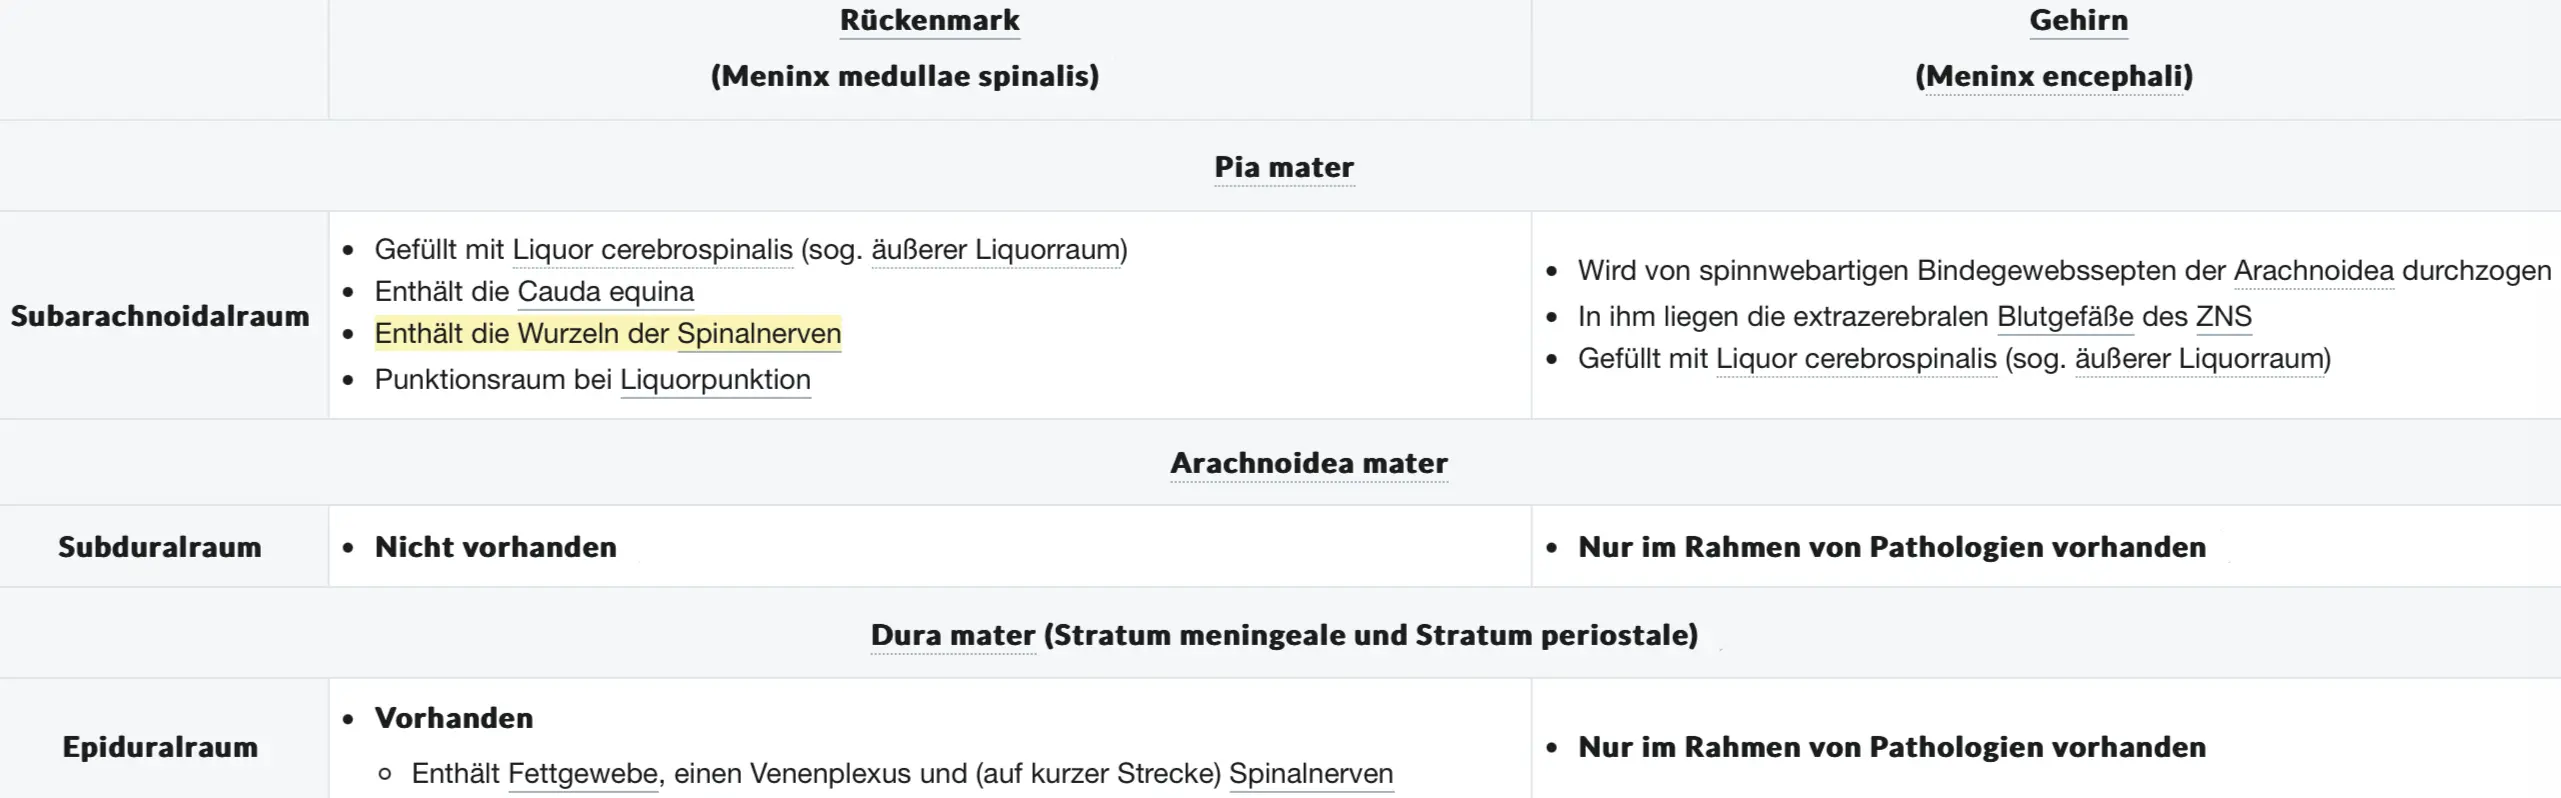 Rückenmark
Gehirn
(Meninx medullae spinalis)
(Meninx encephali)
Pia mater
Subarachnoidalraum
• Gefüllt mit Liquor cerebrospinalis (sog. äußerer Liquorraum)
• Enthält die Cauda equina
• Enthält die Wurzeln der Spinalnerven
• Punktionsraum bei Liquorpunktion
• Wird von spinnwebartigen Bindegewebssepten der Arachnoidea durchzogen
• In ihm liegen die extrazerebralen Blutgefäße des ZNS
• Gefüllt mit Liquor cerebrospinalis (sog. äußerer Liquorraum)
Arachnoidea mater
Subduralraum
• Nicht vorhanden
• Nur im Rahmen von Pathologien vorhanden
Dura mater (Stratum meningeale und Stratum periostale)
Epiduralraum
• Vorhanden
○ Enthält Fettgewebe, einen Venenplexus und (auf kurzer Strecke) Spinalnerven
• Nur im Rahmen von Pathologien vorhanden